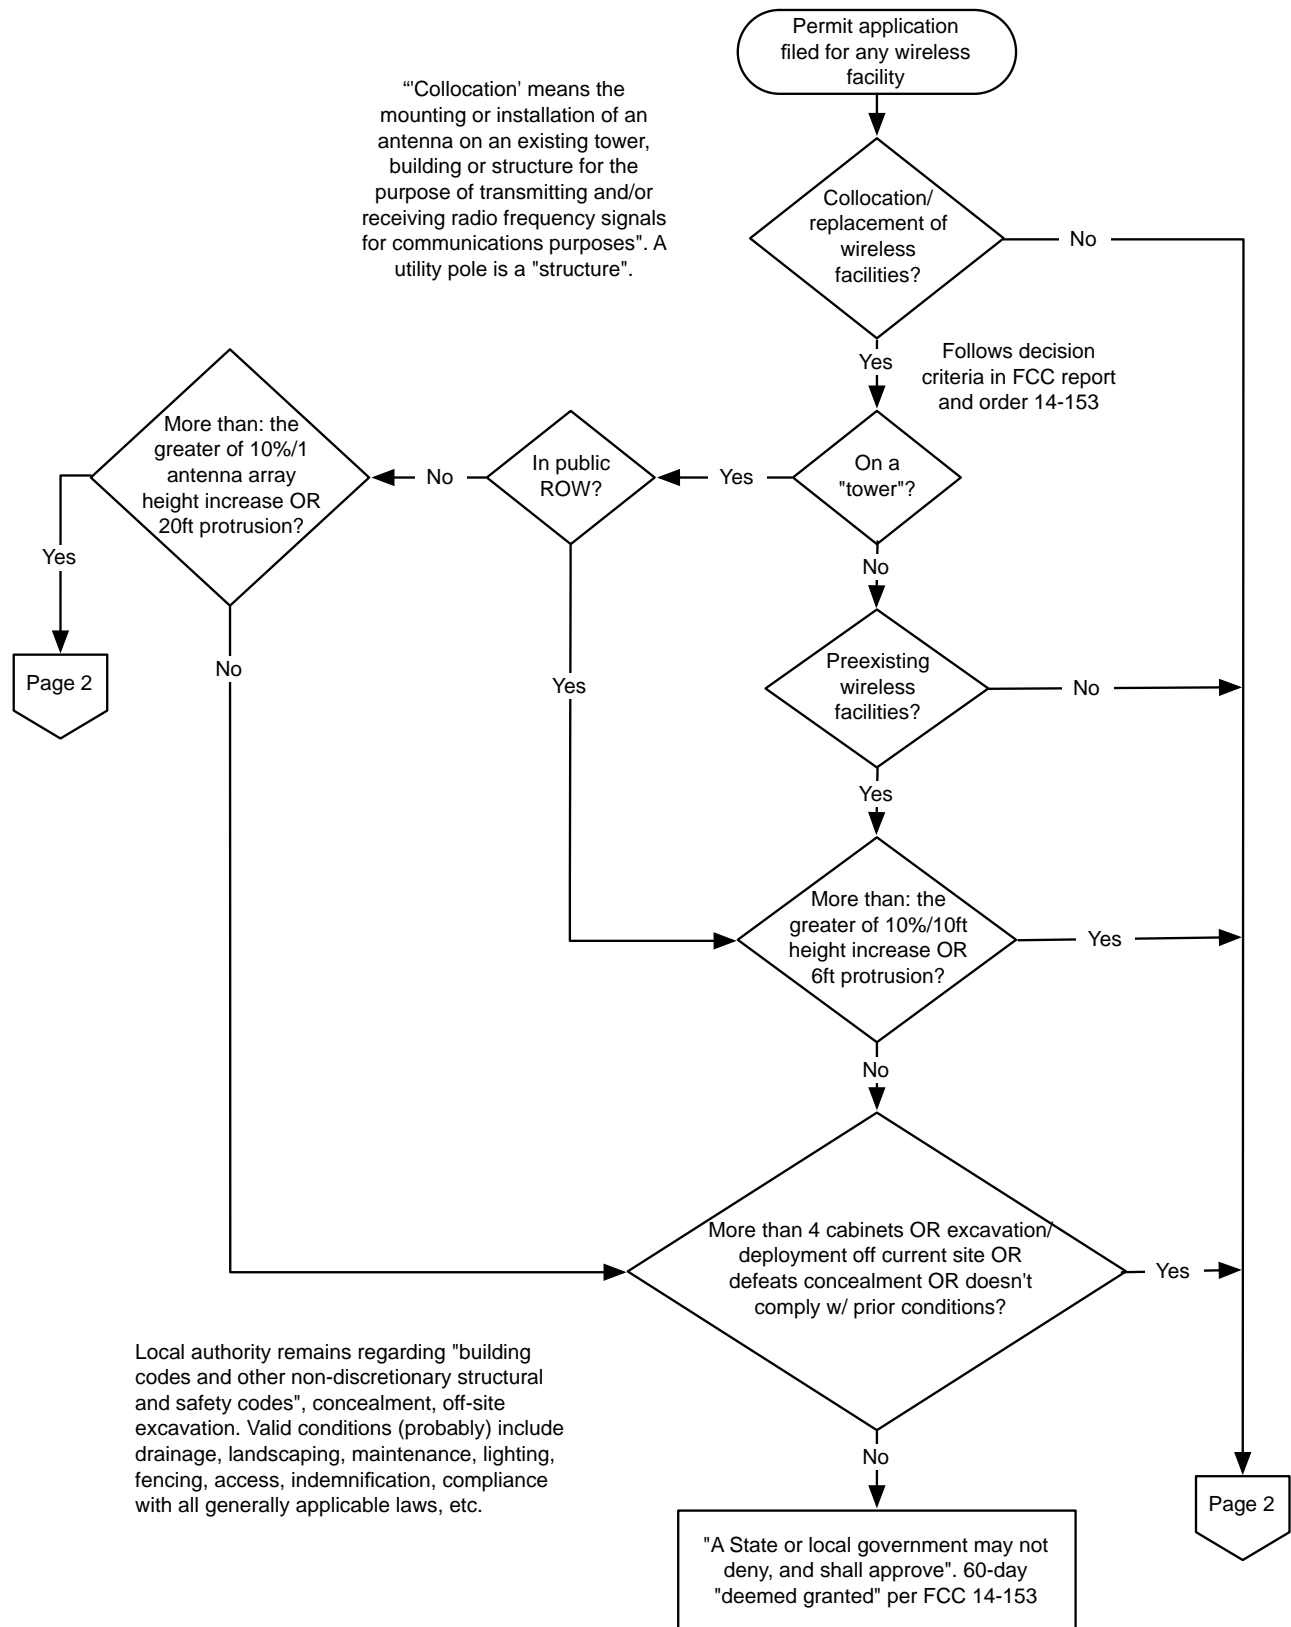 Permit application
filed for any wireless
facility
"'Collocation' means the
mounting or installation of an
antenna on an existing tower,
building or structure for the
purpose of transmitting and/or
receiving radio frequency signals
for communications purposes". A
utility pole is a "structure".
Collocation/
replacement of
wireless
facilities?
No
Yes
Follows decision
criteria in FCC report
and order 14-153
More than: the
greater of 10%/1
antenna array
height increase OR
20ft protrusion?
No
In public
ROW?
Yes
On a
"tower"?
Yes
No
Page 2
No
Yes
Preexisting
wireless
facilities?
No
Yes
More than: the
greater of 10%/10ft
height increase OR
6ft protrusion?
Yes
No
More than 4 cabinets OR excavation/
deployment off current site OR
defeats concealment OR doesn't
comply w/ prior conditions?
Yes
Local authority remains regarding "building
codes and other non-discretionary structural
and safety codes", concealment, off-site
excavation. Valid conditions (probably) include
drainage, landscaping, maintenance, lighting,
fencing, access, indemnification, compliance
with all generally applicable laws, etc.
No
Page 2
"A State or local government may not
deny, and shall approve". 60-day
"deemed granted" per FCC 14-153